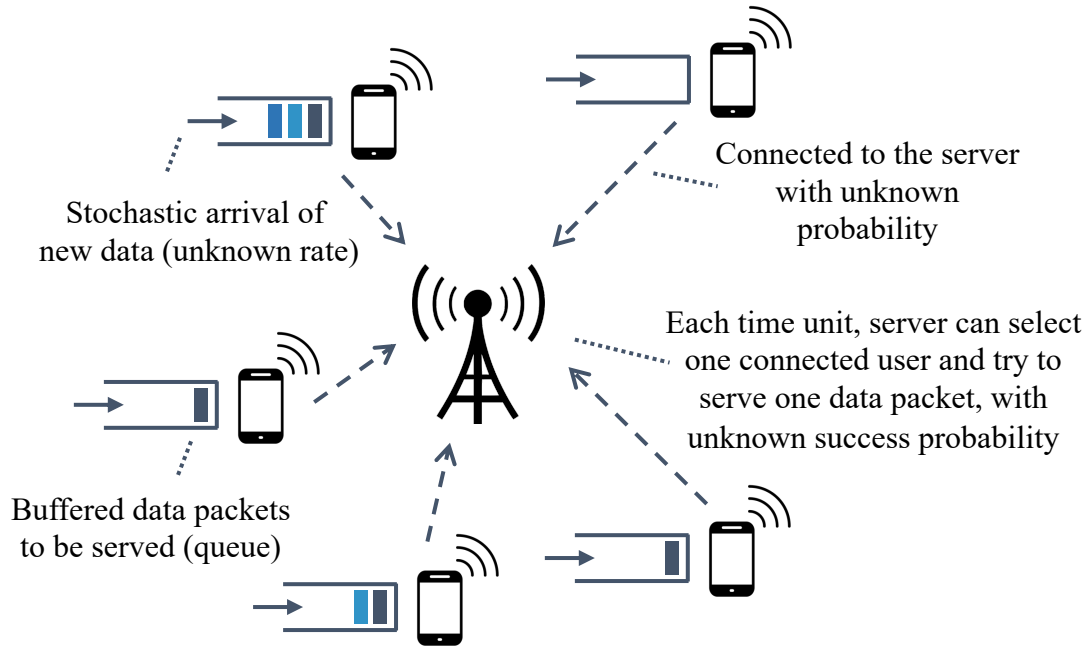 Connected to the server
with unknown
probability
Stochastic arrival of
new data (unknown rate)
Each time unit, server can select
one connected user and try to
serve one data packet, with
unknown success probability
Buffered data packets
to be served (queue)